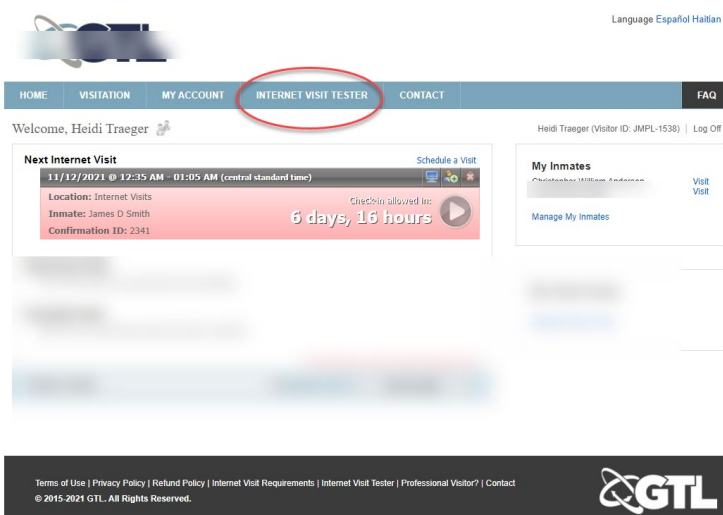 Language Español Haitian
GTL
HOME VISITATION MY ACCOUNT INTERNET VISIT TESTER CONTACT FAQ
Welcome, Heidi Traeger
Heidi Traeger (Visitor ID: JMPL-1538) | Log Off
Next Internet Visit
Schedule a Visit
11/12/2021 @ 12:35 AM - 01:05 AM (central standard time)
Location: Internet Visits
Inmate: James D Smith
Confirmation ID: 2341
Check-in allowed in:
6 days, 16 hours
My Inmates
Visit
Visit
Manage My Inmates
Terms of Use | Privacy Policy | Refund Policy | Internet Visit Requirements | Internet Visit Tester | Professional Visitor? | Contact
© 2015-2021 GTL. All Rights Reserved.
GTL